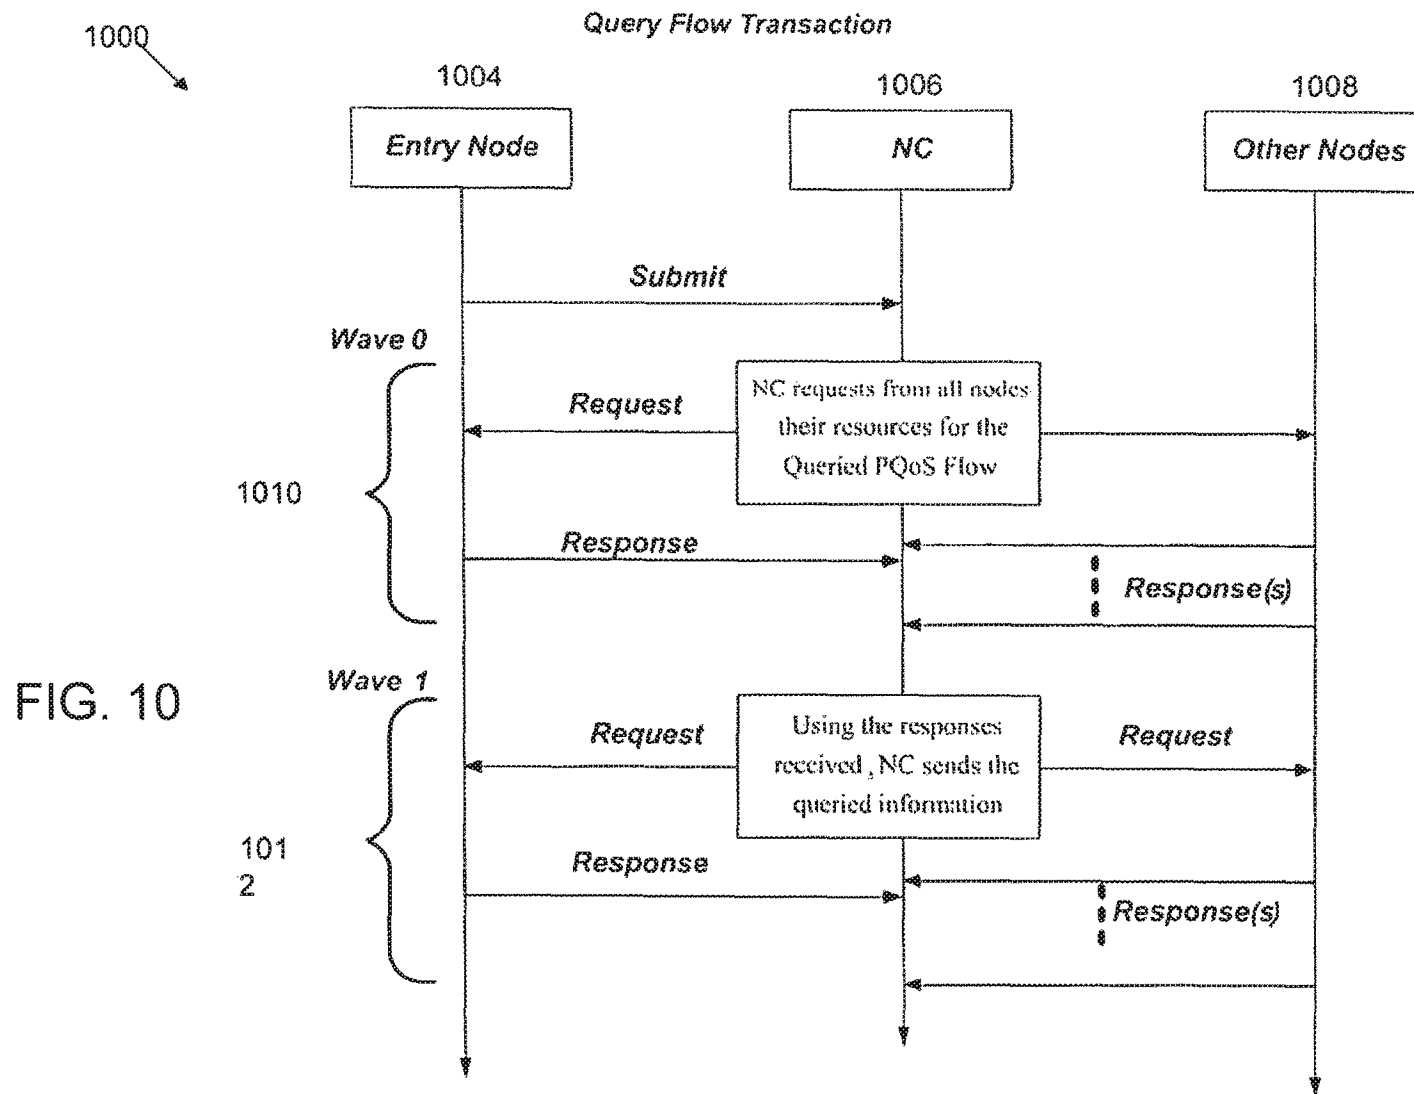 Query Flow Transaction
1000
1004
1006
1008
Entry Node
NC
Other Nodes
Submit
Wave 0
Request
NC requests from all nodes
their resources for the
Queried PQoS Flow
1010
Response
Response(s)
FIG. 10
Wave 1
Request
Using the responses
received, NC sends the
queried information
Request
101
2
Response
Response(s)